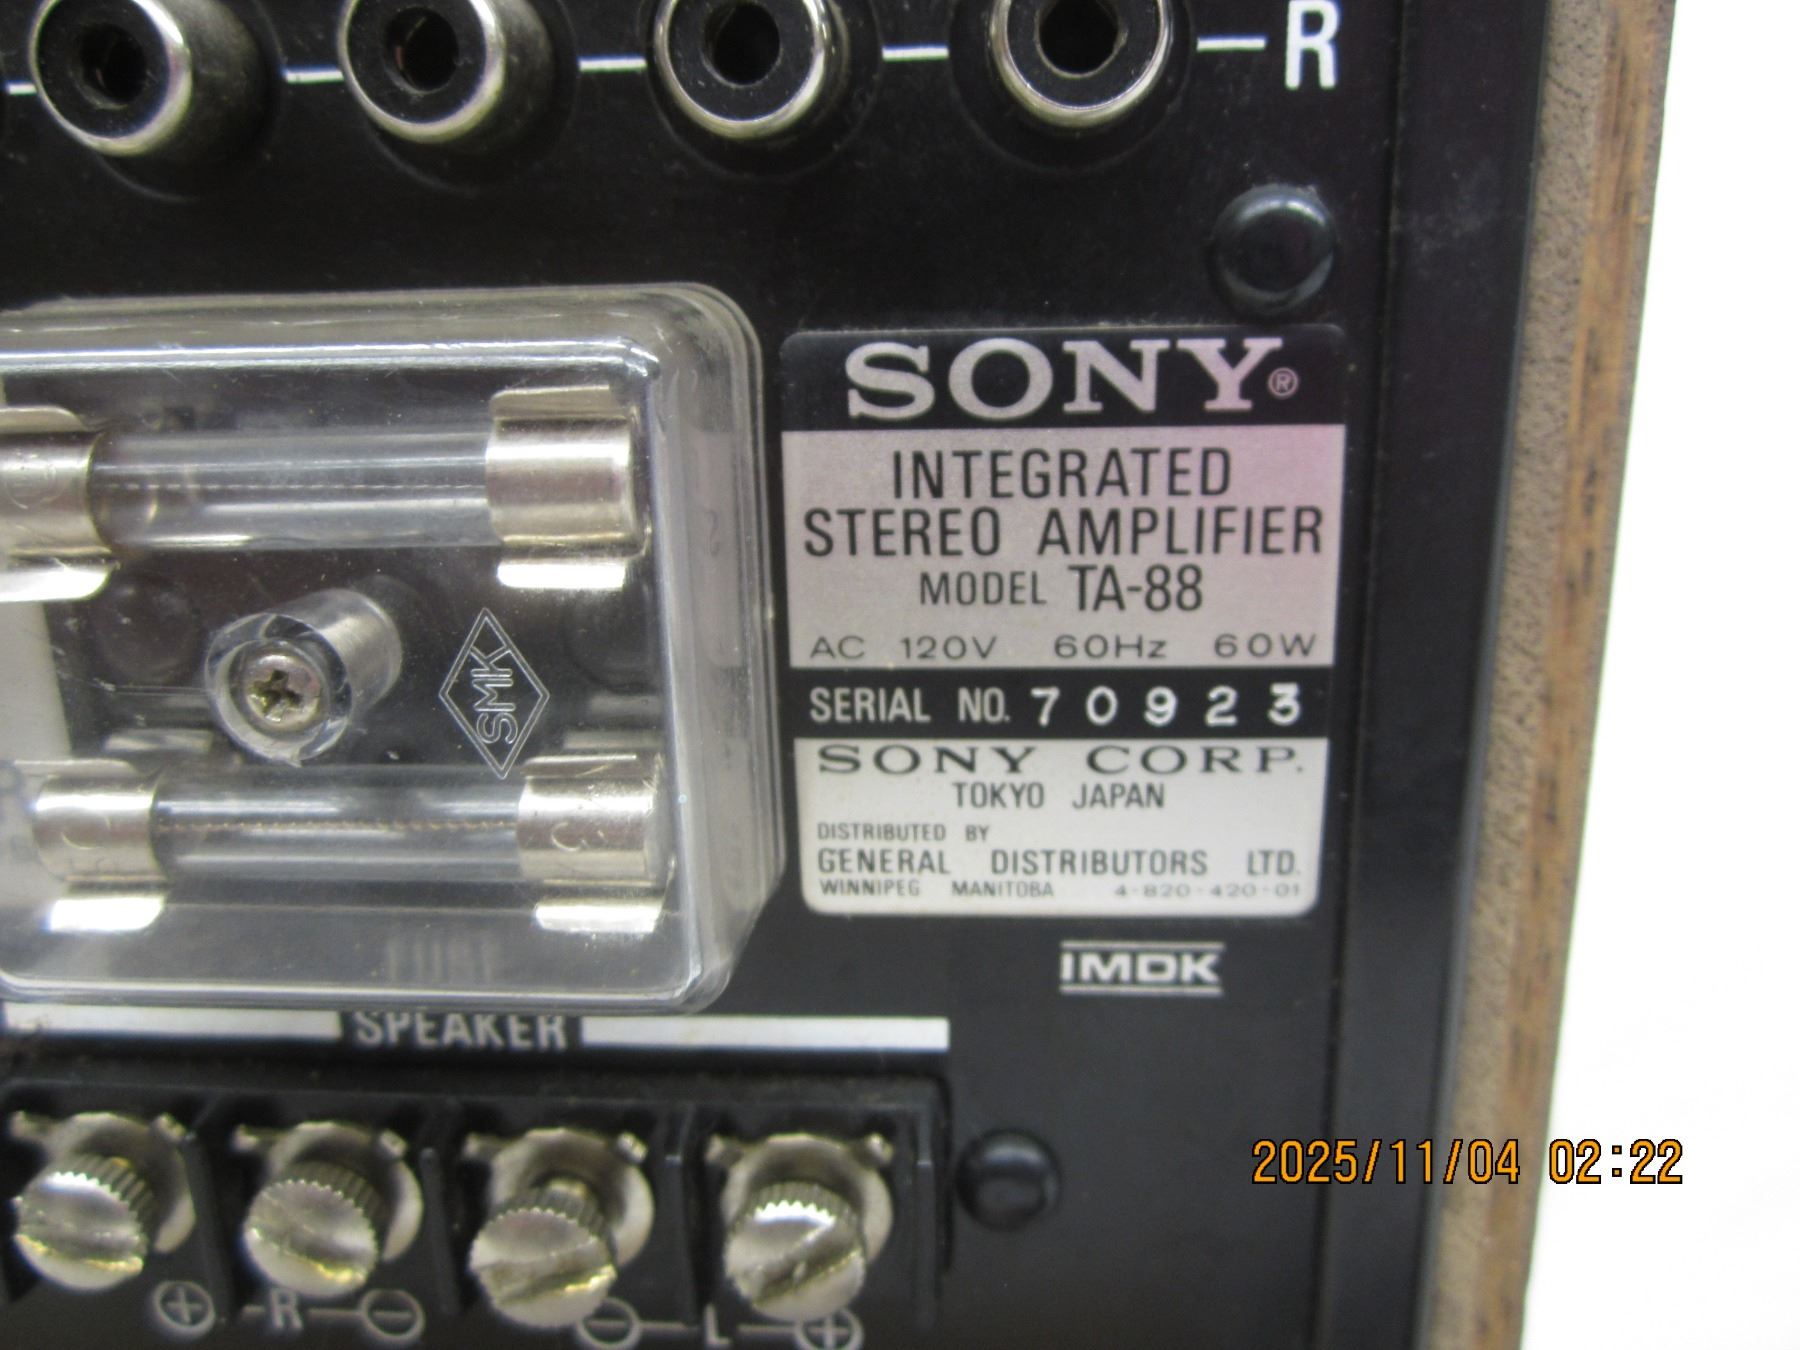 R
SONY®
INTEGRATED
STEREO AMPLIFIER
MODEL TA-88
AC 120V 60Hz 60W
SERIAL NO. 70923
SONY CORP.
TOKYO JAPAN
DISTRIBUTED BY
GENERAL DISTRIBUTORS LTD.
WINNIPEG MANITOBA 4-820-420-01
SMK
IMDK
SPEAKER
2025/11/04 02:22
⊕ R ⊖ ⊖ L ⊕